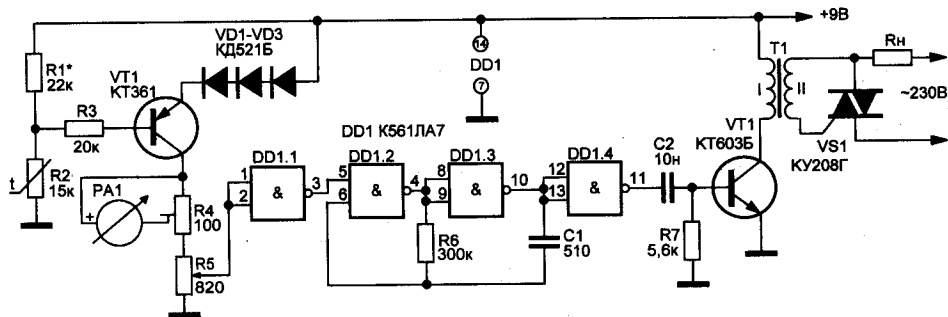 +9В
VD1-VD3
КД521Б
14
DD1
7
T1
I
II
Rн
~230В
VS1
КУ208Г
R1*
22к
VT1
КТ361
R3
20к
t
R2
15к
PA1
+
R4
100
R5
820
DD1 К561ЛА7
DD1.1
&
1
2
3
DD1.2
&
5
6
4
DD1.3
&
8
9
10
DD1.4
&
12
13
11
R6
300к
C1
510
C2
10н
R7
5,6к
VT1
КТ603Б